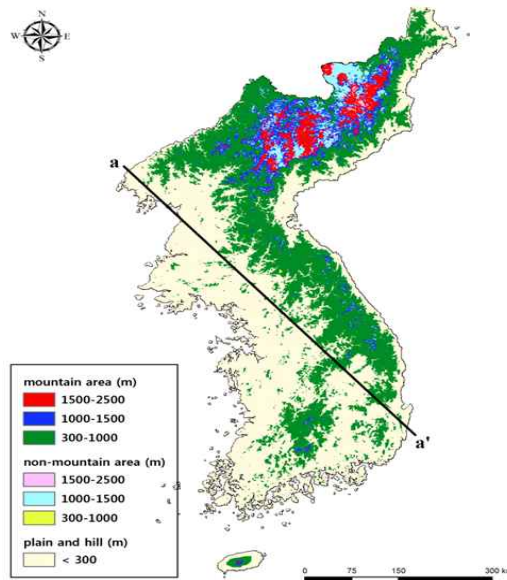 N
W E
S
a
a'
mountain area (m)
1500-2500
1000-1500
300-1000
non-mountain area (m)
1500-2500
1000-1500
300-1000
plain and hill (m)
< 300
0 75 150 300